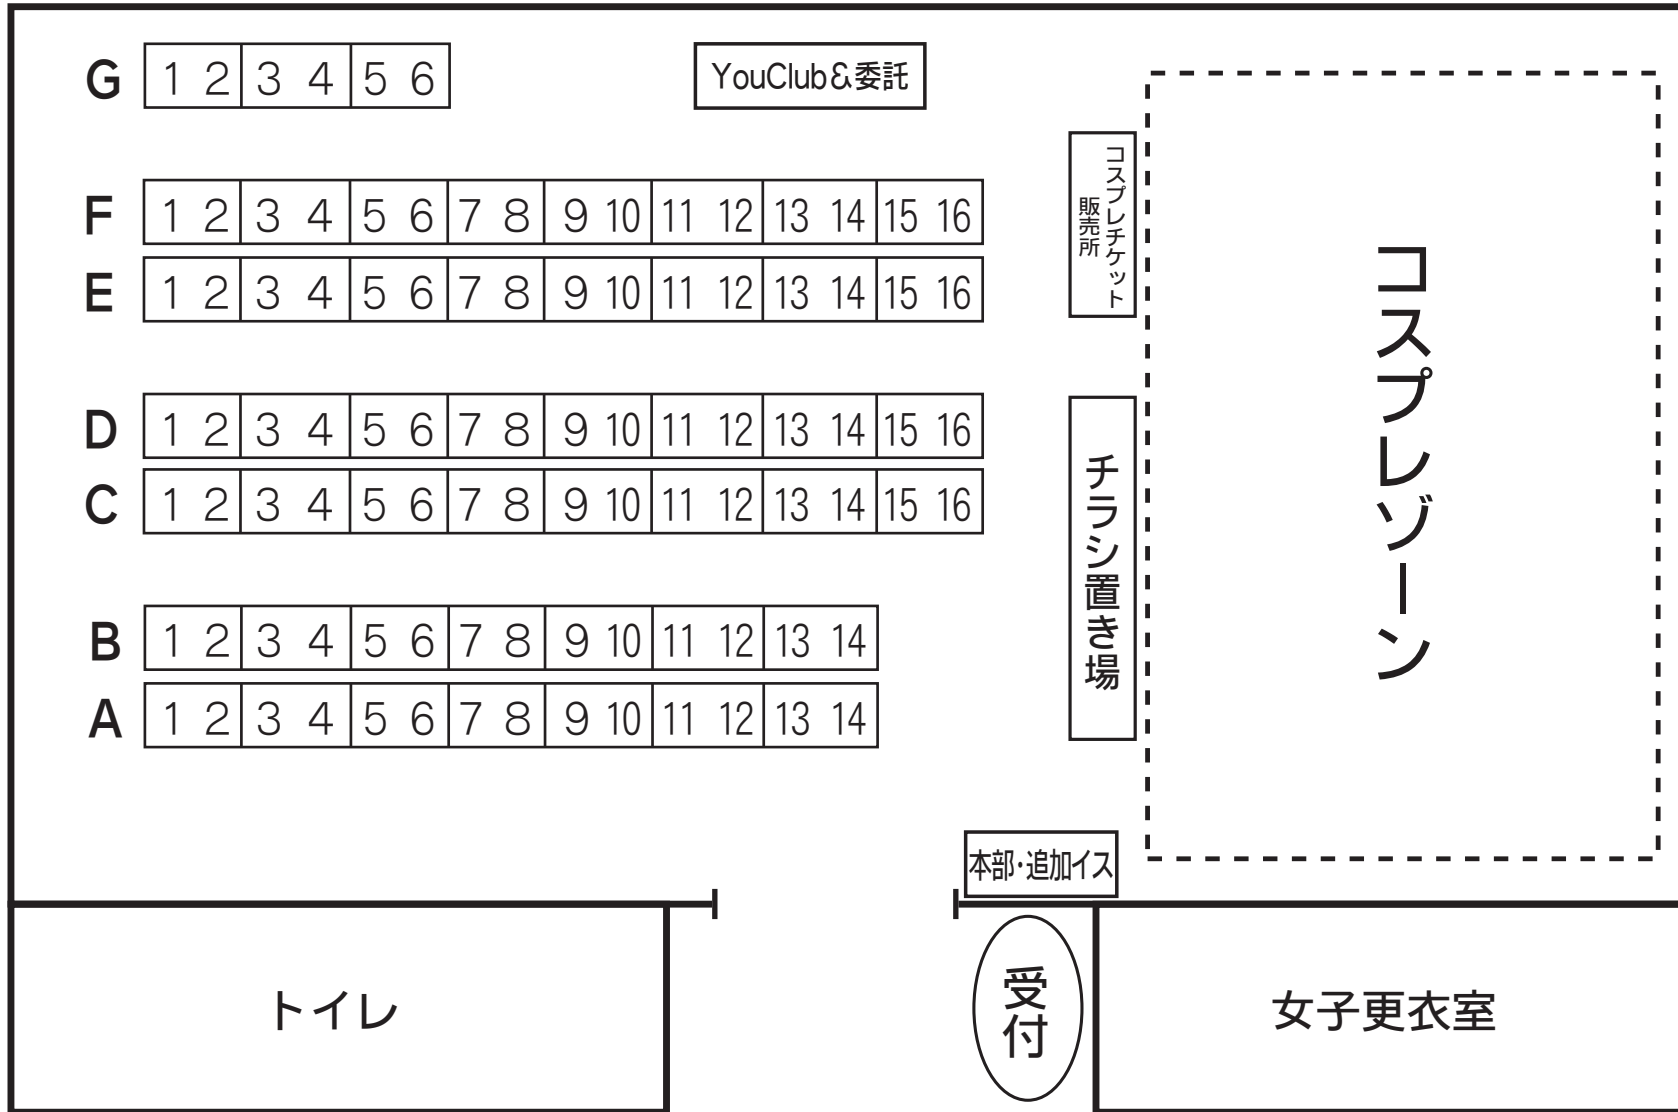 G 1 2 3 4 5 6
YouClub&委託
コスプレチケット
販売所
F 1 2 3 4 5 6 7 8 9 10 11 12 13 14 15 16
E 1 2 3 4 5 6 7 8 9 10 11 12 13 14 15 16
コスプレゾーン
D 1 2 3 4 5 6 7 8 9 10 11 12 13 14 15 16
C 1 2 3 4 5 6 7 8 9 10 11 12 13 14 15 16
チラシ置き場
B 1 2 3 4 5 6 7 8 9 10 11 12 13 14
A 1 2 3 4 5 6 7 8 9 10 11 12 13 14
本部・追加イス
トイレ
受付
女子更衣室